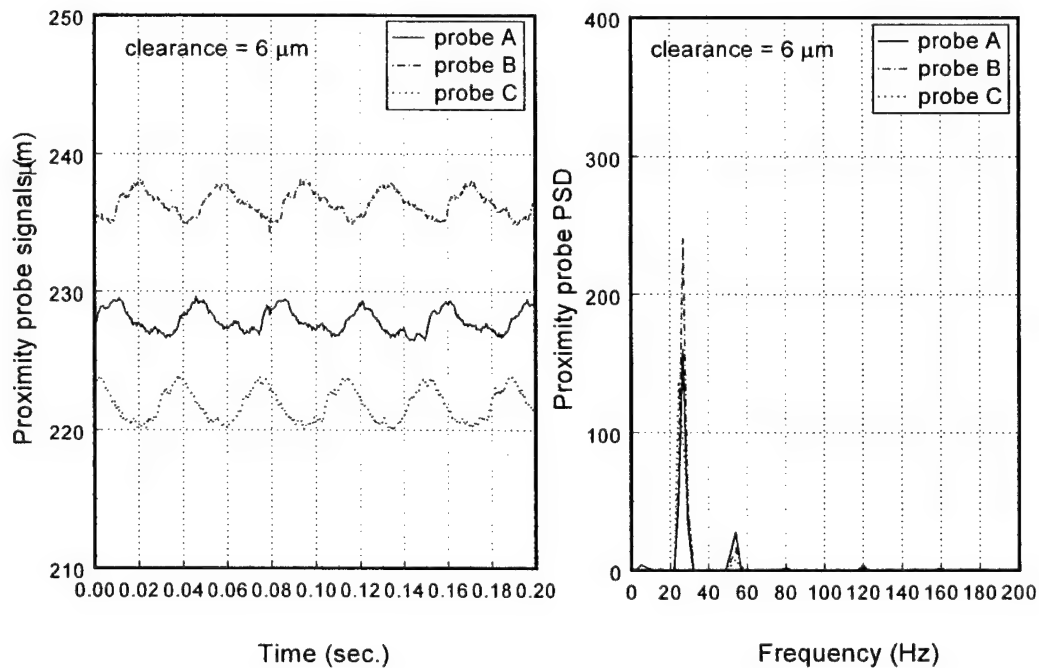 250
240
230
220
210
Proximity probe signals(μm)
clearance = 6 μm
probe A
probe B
probe C
0.00 0.02 0.04 0.06 0.08 0.10 0.12 0.14 0.16 0.18 0.20
Time (sec.)
400
300
200
100
0
Proximity probe PSD
clearance = 6 μm
probe A
probe B
probe C
0 20 40 60 80 100 120 140 160 180 200
Frequency (Hz)